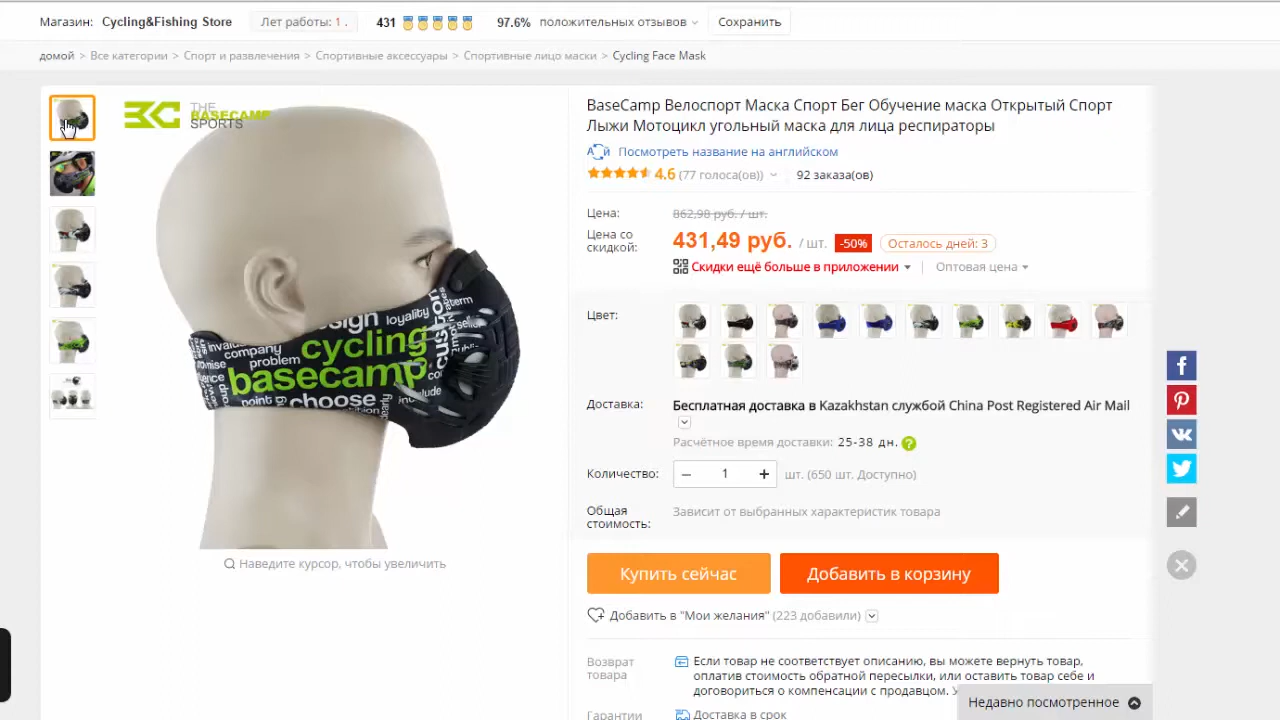 Магазин: Cycling&Fishing Store Лет работы: 1 . 431 97.6% положительных отзывов Сохранить
домой > Все категории > Спорт и развлечения > Спортивные аксессуары > Спортивные лицо маски > Cycling Face Mask
THE
BASECAMP
SPORTS
BaseCamp Велоспорт Маска Спорт Бег Обучение маска Открытый Спорт
Лыжи Мотоцикл угольный маска для лица респираторы
Посмотреть название на английском
4.6 (77 голоса(ов)) 92 заказа(ов)
Цена: 862,98 руб. / шт.
Цена со
скидкой:
431,49 руб. / шт. -50% Осталось дней: 3
Скидки ещё больше в приложении Оптовая цена
Цвет:
loyalty
company
problem
cycling
basecamp
point
choose
Доставка: Бесплатная доставка в Kazakhstan службой China Post Registered Air Mail
Расчётное время доставки: 25-38 дн. ?
Количество: – 1 + шт. (650 шт. Доступно)
Общая
стоимость:
Зависит от выбранных характеристик товара
Наведите курсор, чтобы увеличить
Купить сейчас Добавить в корзину
Добавить в "Мои желания" (223 добавили)
Возврат
товара
Если товар не соответствует описанию, вы можете вернуть товар,
оплатив стоимость обратной пересылки, или оставить товар себе и
договориться о компенсации с продавцом.
Недавно посмотренное
Гарантии Доставка в срок